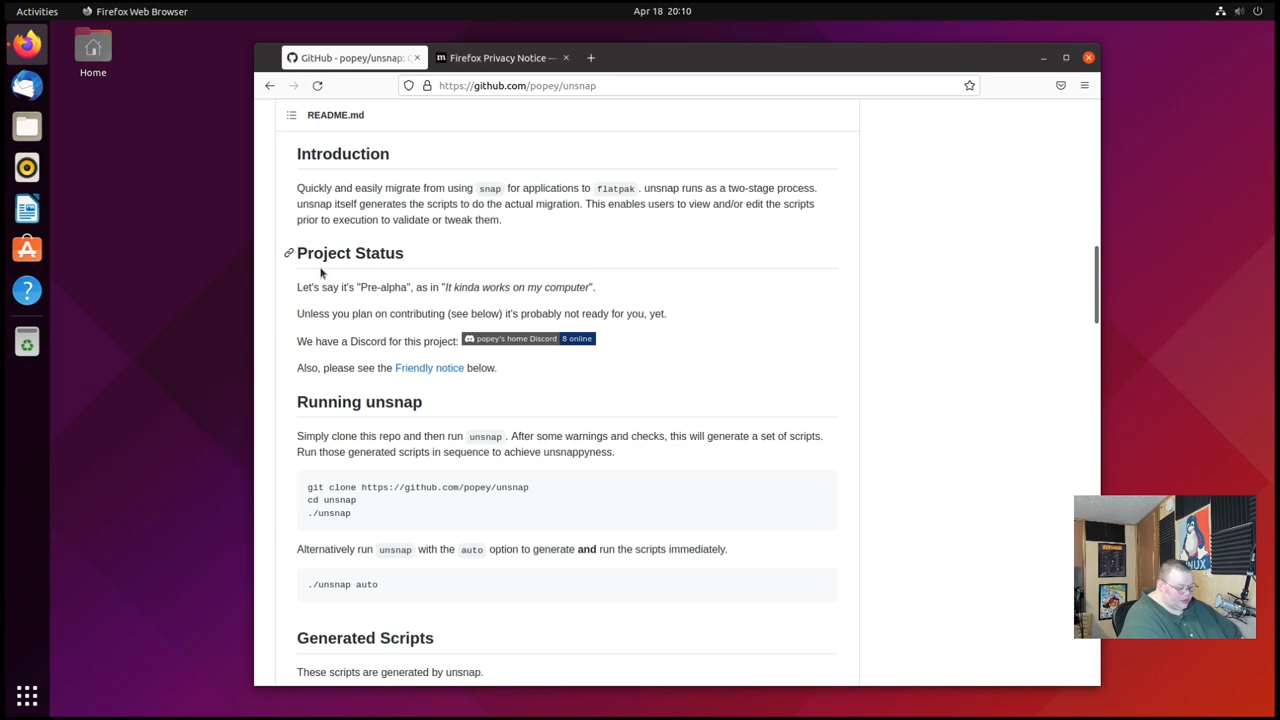 Activities
Firefox Web Browser
Apr 18 20:10
Home
GitHub - popey/unsnap:
Firefox Privacy Notice —
https://github.com/popey/unsnap
README.md
Introduction
Quickly and easily migrate from using snap for applications to flatpak. unsnap runs as a two-stage process.
unsnap itself generates the scripts to do the actual migration. This enables users to view and/or edit the scripts
prior to execution to validate or tweak them.
Project Status
Let's say it's "Pre-alpha", as in "It kinda works on my computer".
Unless you plan on contributing (see below) it's probably not ready for you, yet.
We have a Discord for this project: popey's home Discord 8 online
Also, please see the Friendly notice below.
Running unsnap
Simply clone this repo and then run unsnap. After some warnings and checks, this will generate a set of scripts.
Run those generated scripts in sequence to achieve unsnappyness.
git clone https://github.com/popey/unsnap
cd unsnap
./unsnap
Alternatively run unsnap with the auto option to generate and run the scripts immediately.
./unsnap auto
Generated Scripts
These scripts are generated by unsnap.